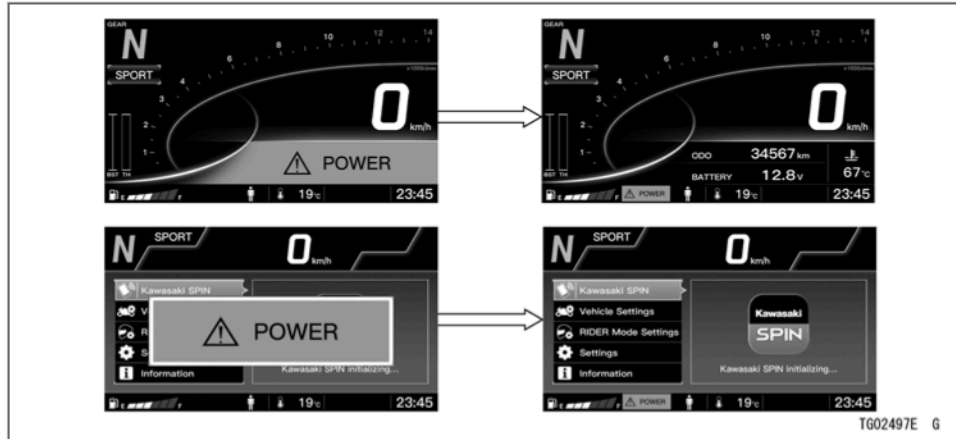 GEAR
N
SPORT
2-
3
4
6
8
10
12
14
×1000r/min
0
km/h
1-
BST TH
⚠ POWER
E F
19℃
23:45
GEAR
N
SPORT
2-
3
4
6
8
10
12
14
×1000r/min
0
km/h
1-
BST TH
ODO 34567 km
BATTERY 12.8 V
67℃
E F
⚠ POWER
19℃
23:45
N
SPORT
0 km/h
Kawasaki SPIN
V
R
S
Information
⚠ POWER
Kawasaki SPIN initializing...
E F
19℃
23:45
N
SPORT
0 km/h
Kawasaki SPIN
Vehicle Settings
RIDER Mode Settings
Settings
i Information
Kawasaki
SPIN
Kawasaki SPIN initializing...
E F
⚠ POWER
19℃
23:45
TG02497E G